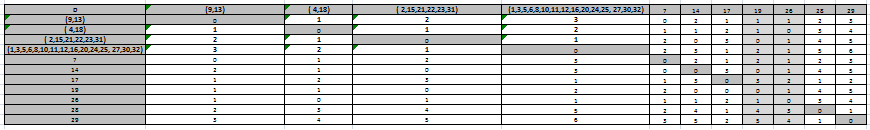 (9,13) ( 4,18) ( 2,15,21,22,23,31) (1,3,5,6,8,10,11,12,16,20,24,25, 27,30,32) 7 14 17 19 26 28 29
(9,13) 0 1 2 3 0 2 1 1 1 2 3
( 4,18) 1 0 1 2 1 1 2 1 0 3 4
( 2,15,21,22,23,31) 2 1 0 1 2 0 3 0 1 4 5
(1,3,5,6,8,10,11,12,16,20,24,25, 27,30,32) 3 2 1 0 2 3 1 2 1 5 6
7 0 1 2 3 0 2 1 1 1 2 3
14 2 1 0 3 0 0 3 0 1 4 5
17 1 2 3 1 1 3 0 3 2 1 2
19 1 1 0 2 2 0 0 0 1 4 5
26 1 0 1 1 1 1 2 1 0 3 4
28 2 3 4 5 2 4 1 4 3 0 1
29 3 4 5 6 3 5 2 5 4 1 0